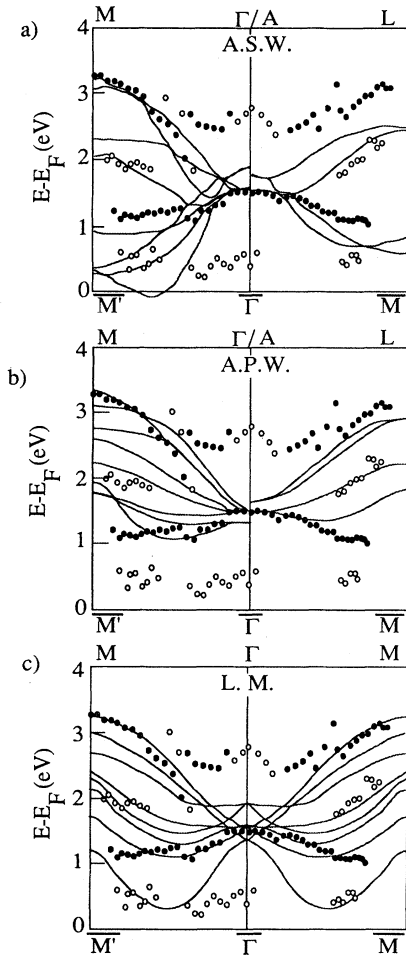 a)
M Γ/A L
A.S.W.
4
3
2
1
0
E-E_F (eV)
M̅'̅ Γ̅ M̅
b)
M Γ/A L
A.P.W.
4
3
2
1
0
E-E_F (eV)
M̅'̅ Γ̅ M̅
c)
M Γ M
L. M.
4
3
2
1
0
E-E_F (eV)
M̅'̅ Γ̅ M̅